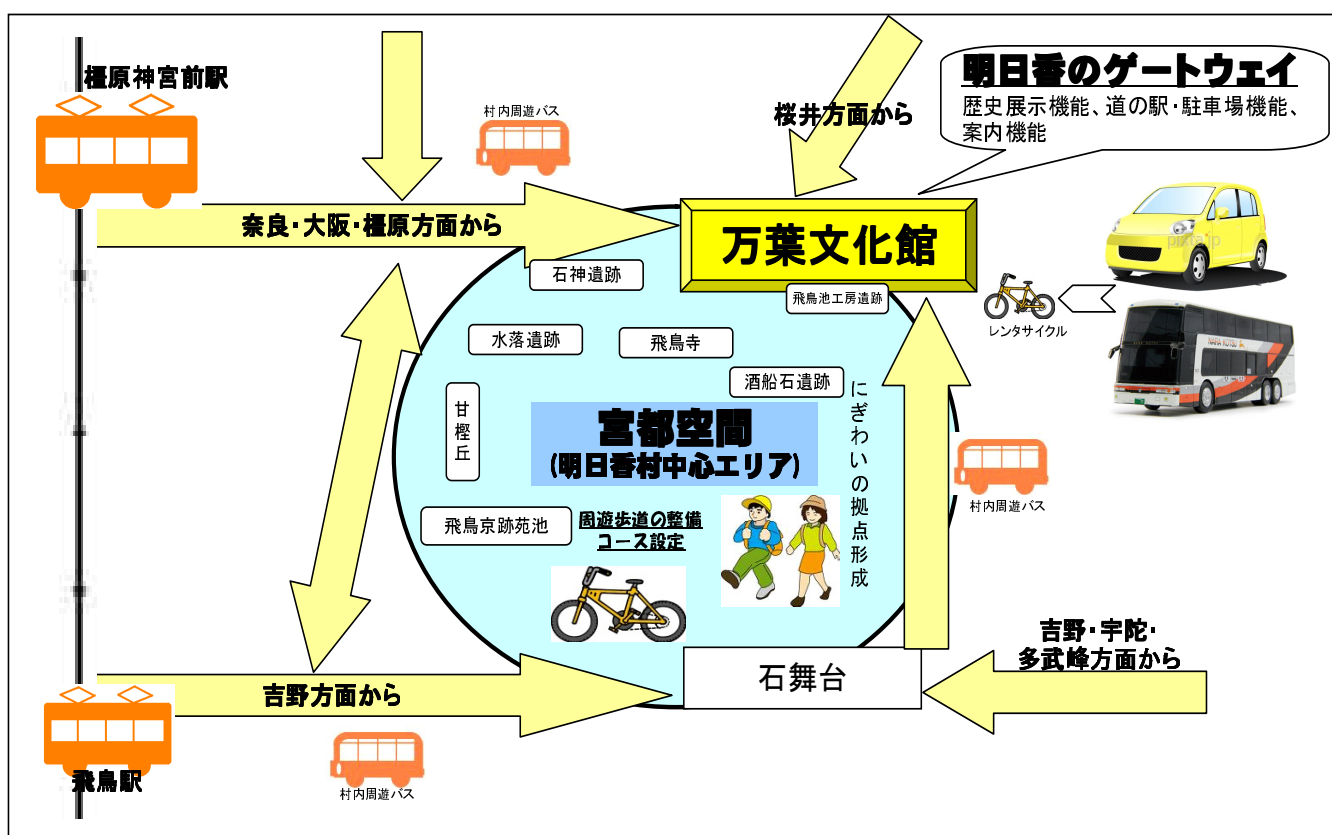 橿原神宮前駅
村内周遊バス
桜井方面から
明日香のゲートウェイ
歴史展示機能、道の駅・駐車場機能、
案内機能
奈良・大阪・橿原方面から
万葉文化館
pixta.jp
石神遺跡
飛鳥池工房遺跡
レンタサイクル
水落遺跡
飛鳥寺
NARA KOTSU
酒船石遺跡
甘樫丘
宮都空間
(明日香村中心エリア)
にぎわいの拠点形成
村内周遊バス
飛鳥京跡苑池
周遊歩道の整備
コース設定
吉野・宇陀・
多武峰方面から
石舞台
吉野方面から
飛鳥駅
村内周遊バス